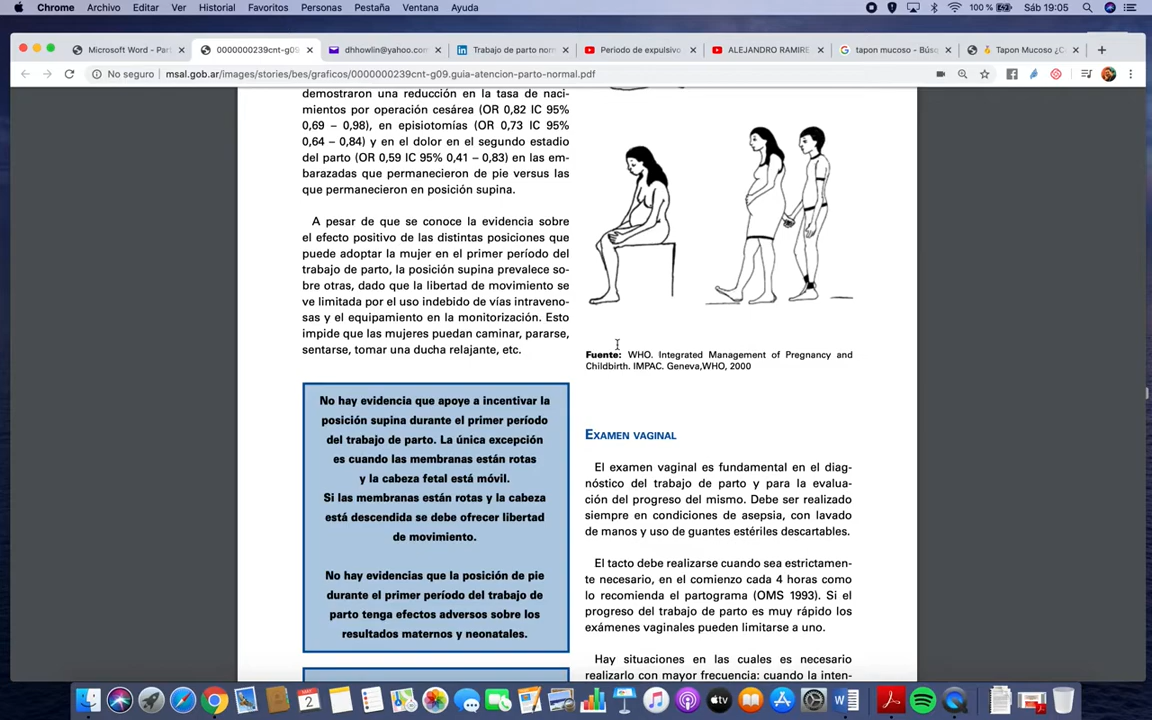 Chrome Archivo Editar Ver Historial Favoritos Personas Pestaña Ventana Ayuda
100 % Sáb 19:05
Microsoft Word - Par
0000000239cnt-g09
dhhowlin@yahoo.com
Trabajo de parto norm
Periodo de expulsivo
ALEJANDRO RAMIRE
tapon mucoso - Búsq
Tapon Mucoso ¿C
No seguro msal.gob.ar/images/stories/bes/graficos/0000000239cnt-g09.guia-atencion-parto-normal.pdf
demostraron una reducción en la tasa de naci-
mientos por operación cesárea (OR 0,82 IC 95%
0,69 – 0,98), en episiotomías (OR 0,73 IC 95%
0,64 – 0,84) y en el dolor en el segundo estadio
del parto (OR 0,59 IC 95% 0,41 – 0,83) en las em-
barazadas que permanecieron de pie versus las
que permanecieron en posición supina.
A pesar de que se conoce la evidencia sobre
el efecto positivo de las distintas posiciones que
puede adoptar la mujer en el primer período del
trabajo de parto, la posición supina prevalece so-
bre otras, dado que la libertad de movimiento se
ve limitada por el uso indebido de vías intraveno-
sas y el equipamiento en la monitorización. Esto
impide que las mujeres puedan caminar, pararse,
sentarse, tomar una ducha relajante, etc.
No hay evidencia que apoye a incentivar la
posición supina durante el primer período
del trabajo de parto. La única excepción
es cuando las membranas están rotas
y la cabeza fetal está móvil.
Si las membranas están rotas y la cabeza
está descendida se debe ofrecer libertad
de movimiento.
No hay evidencias que la posición de pie
durante el primer período del trabajo de
parto tenga efectos adversos sobre los
resultados maternos y neonatales.
Fuente: WHO. Integrated Management of Pregnancy and
Childbirth. IMPAC. Geneva,WHO, 2000
EXAMEN VAGINAL
El examen vaginal es fundamental en el diag-
nóstico del trabajo de parto y para la evalua-
ción del progreso del mismo. Debe ser realizado
siempre en condiciones de asepsia, con lavado
de manos y uso de guantes estériles descartables.
El tacto debe realizarse cuando sea estrictamen-
te necesario, en el comienzo cada 4 horas como
lo recomienda el partograma (OMS 1993). Si el
progreso del trabajo de parto es muy rápido los
exámenes vaginales pueden limitarse a uno.
Hay situaciones en las cuales es necesario
realizarlo con mayor frecuencia: cuando la inten-